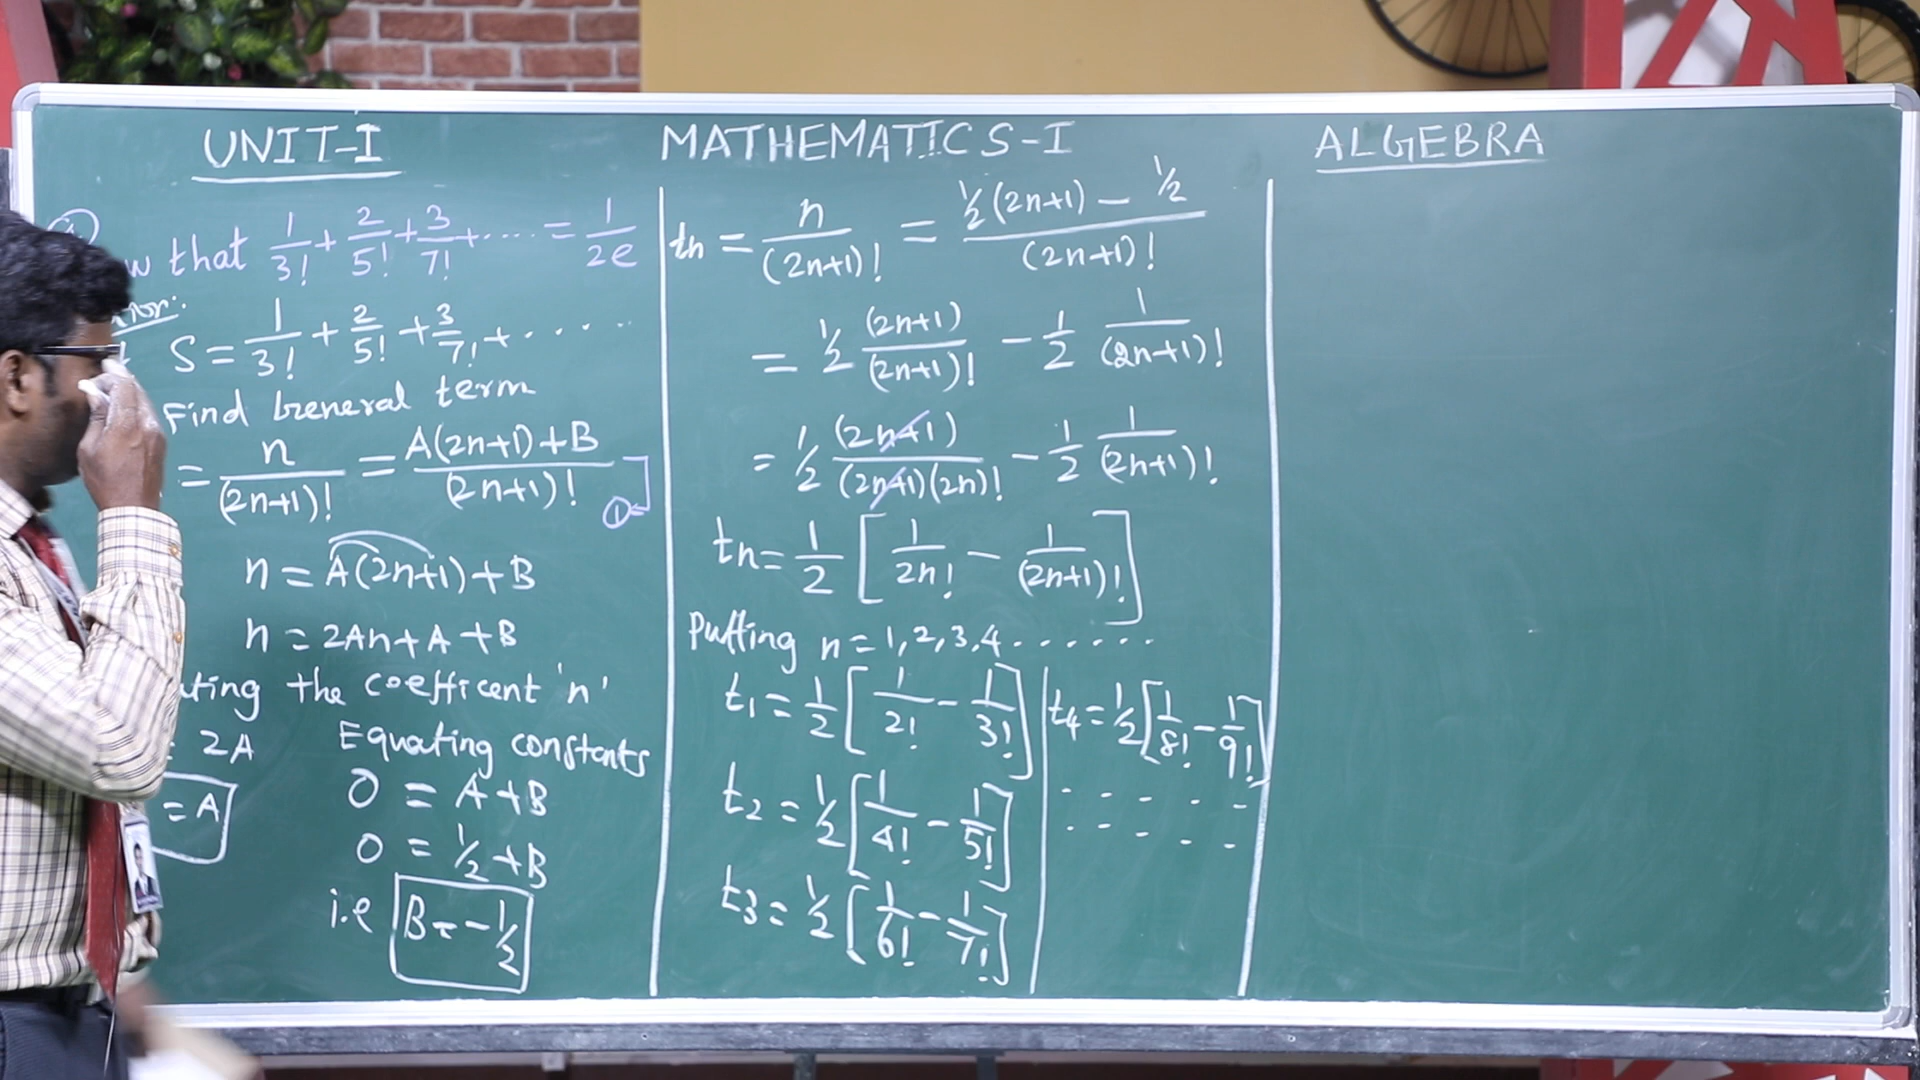 UNIT-I MATHEMATICS-I ALGEBRA
w that 1/3! + 2/5! + 3/7! + ..... = 1/2e
S = 1/3! + 2/5! + 3/7! + .....
Find General term
= n/(2n+1)! = A(2n+1)+B/(2n+1)! ①
n = A(2n+1)+B
n = 2An+A+B
ting the coefficent 'n'
= 2A Equating constants
= A
0 = A+B
0 = 1/2+B
i.e B = -1/2
tn = n/(2n+1)! = 1/2(2n+1) - 1/2/(2n+1)!
= 1/2 (2n+1)/(2n+1)! - 1/2 1/(2n+1)!
= 1/2 (2n+1)/(2n+1)(2n)! - 1/2 1/(2n+1)!
tn = 1/2 [1/2n! - 1/(2n+1)!]
Putting n = 1,2,3,4.......
t1 = 1/2 [1/2! - 1/3!]
t2 = 1/2 [1/4! - 1/5!]
t3 = 1/2 [1/6! - 1/7!]
t4 = 1/2 [1/8! - 1/9!]
: - - - -
: - - - -